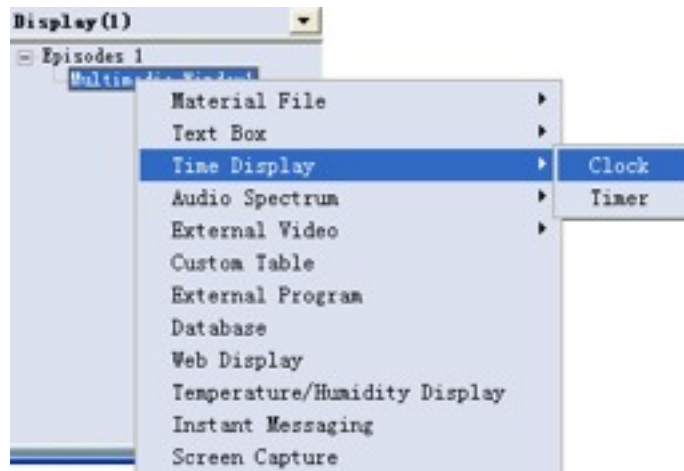 Display(1)
Episodes 1
Material File
Text Box
Time Display
Clock
Audio Spectrum
Timer
External Video
Custom Table
External Program
Database
Web Display
Temperature/Humidity Display
Instant Messaging
Screen Capture